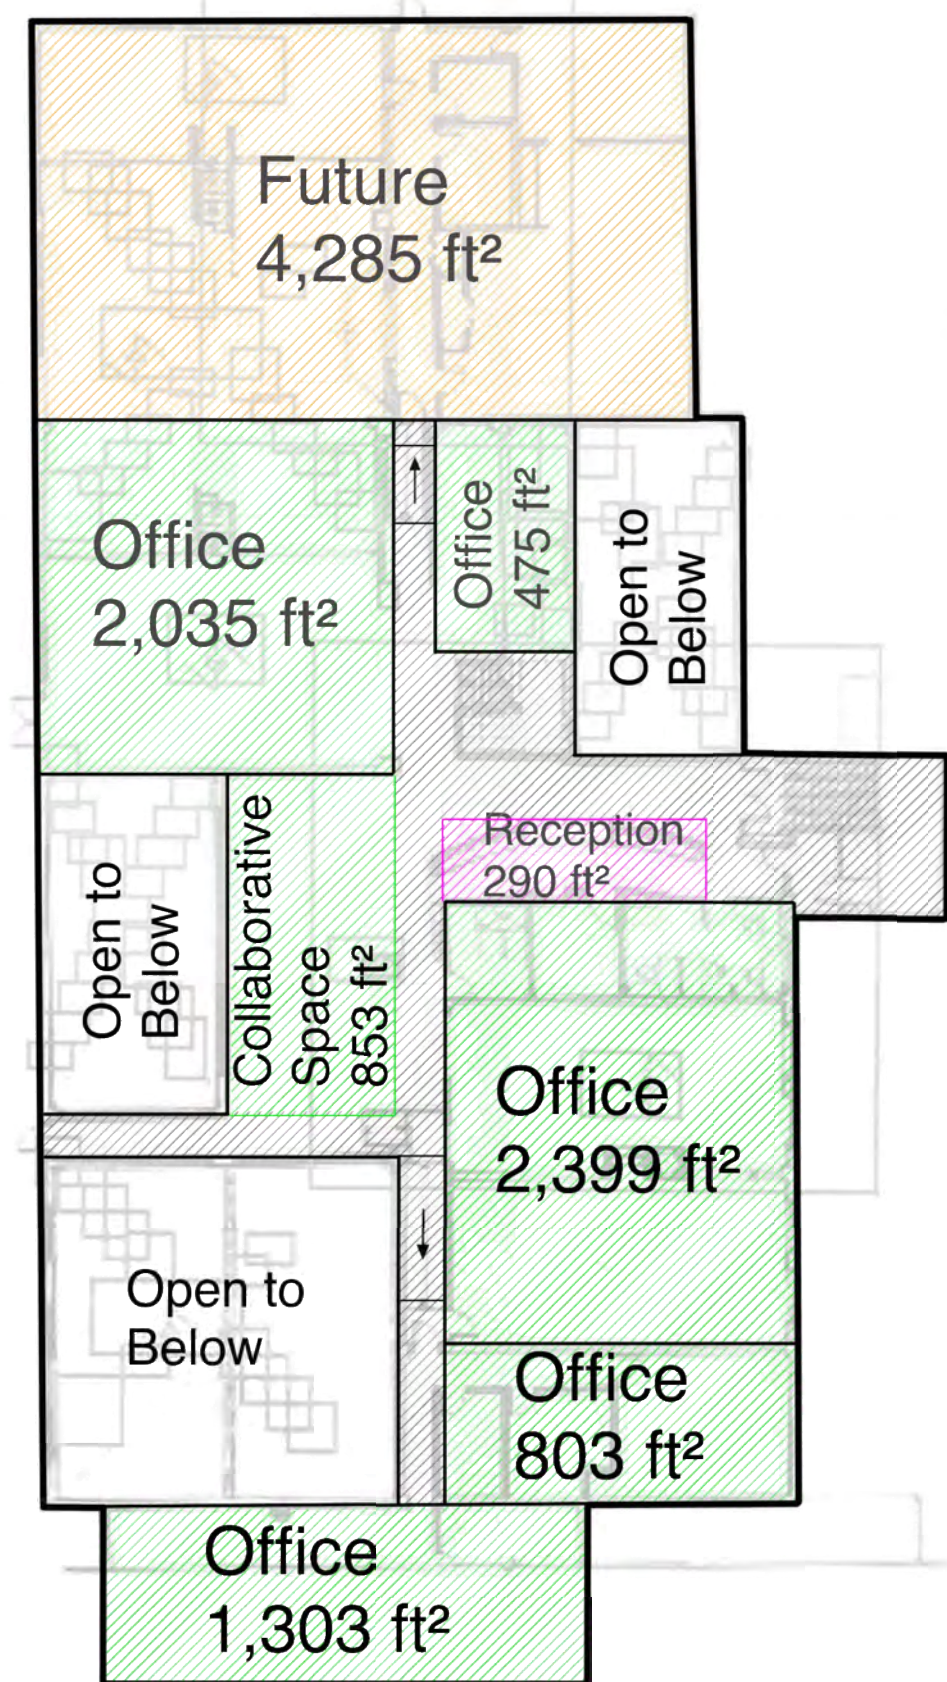 Future
4,285 ft²
Office
2,035 ft²
Office
475 ft²
Open to
Below
Reception
290 ft²
Open to
Below
Collaborative
Space
853 ft²
Office
2,399 ft²
Open to
Below
Office
803 ft²
Office
1,303 ft²